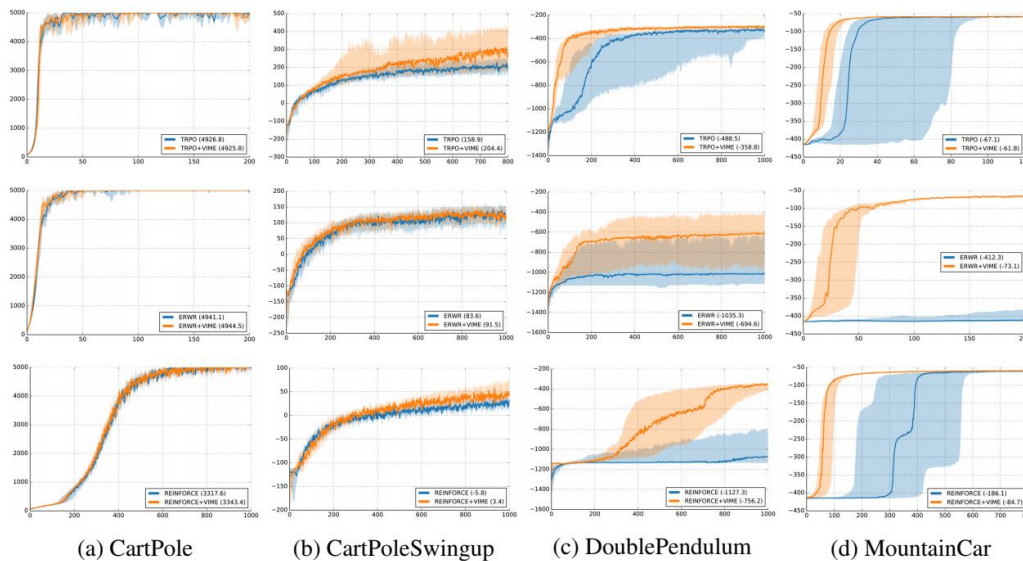 5000
4000
3000
2000
1000
0
0 50 100 150 200
TRPO (4926.8)
TRPO+VIME (4925.8)
500
400
300
200
100
0
−100
−200
0 100 200 300 400 500 600 700 800
TRPO (158.9)
TRPO+VIME (204.4)
−200
−400
−600
−800
−1000
−1200
−1400
0 200 400 600 800 1000
TRPO (-488.5)
TRPO+VIME (-358.8)
−50
−100
−150
−200
−250
−300
−350
−400
−450
0 20 40 60 80 100
TRPO (-67.1)
TRPO+VIME (-61.8)
5000
4000
3000
2000
1000
0
0 50 100 150 200
ERWR (4941.1)
ERWR+VIME (4944.5)
200
150
100
50
0
−50
−100
−150
−200
−250
0 200 400 600 800 1000
ERWR (83.6)
ERWR+VIME (91.5)
−200
−400
−600
−800
−1000
−1200
−1400
−1600
0 200 400 600 800 1000
ERWR (-1035.3)
ERWR+VIME (-694.6)
−50
−100
−150
−200
−250
−300
−350
−400
−450
0 50 100 150
ERWR (-412.3)
ERWR+VIME (-73.1)
5000
4000
3000
2000
1000
0
0 200 400 600 800 1000
REINFORCE (3317.6)
REINFORCE+VIME (3343.4)
100
50
0
−50
−100
−150
−200
0 200 400 600 800 1000
REINFORCE (-5.8)
REINFORCE+VIME (3.4)
−200
−400
−600
−800
−1000
−1200
−1400
−1600
0 200 400 600 800 1000
REINFORCE (-1127.3)
REINFORCE+VIME (-756.2)
−50
−100
−150
−200
−250
−300
−350
−400
−450
0 100 200 300 400 500 600 700
REINFORCE (-186.1)
REINFORCE+VIME (-84.7)
(a) CartPole (b) CartPoleSwingup (c) DoublePendulum (d) MountainCar